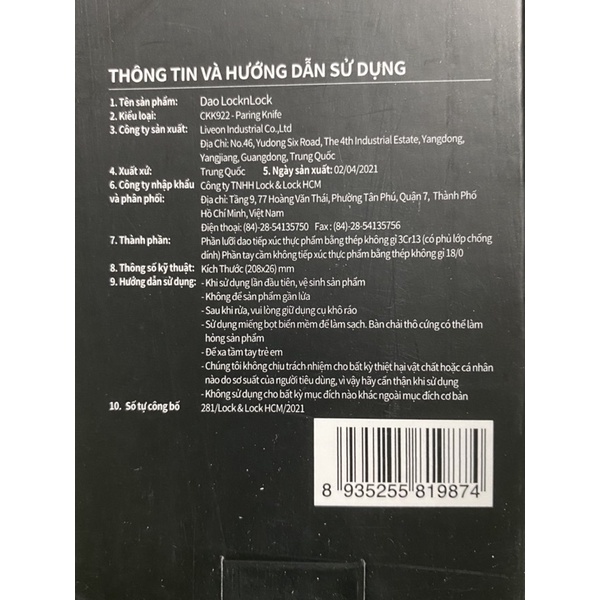 THÔNG TIN VÀ HƯỚNG DẪN SỬ DỤNG
1. Tên sản phẩm: Dao LocknLock
2. Kiểu loại: CKK922 - Paring Knife
3. Công ty sản xuất: Liveon Industrial Co.,Ltd
Địa Chỉ: No.46, Yudong Six Road, The 4th Industrial Estate, Yangdong,
Yangjiang, Guangdong, Trung Quốc
4. Xuất xứ: Trung Quốc 5. Ngày sản xuất: 02/04/2021
6. Công ty nhập khẩu Công ty TNHH Lock & Lock HCM
và phân phối: Địa chỉ: Tầng 9, 77 Hoàng Văn Thái, Phường Tân Phú, Quận 7, Thành Phố
Hồ Chí Minh, Việt Nam
Điện thoại: (84)-28-54135750 Fax : (84)-28-54135756
7. Thành phần: Phần lưỡi dao tiếp xúc thực phẩm bằng thép không gỉ 3Cr13 (có phủ lớp chống
dính) Phần tay cầm không tiếp xúc thực phẩm bằng thép không gỉ 18/0
8. Thông số kỹ thuật: Kích Thước (208x26) mm
9. Hướng dẫn sử dụng: - Khi sử dụng lần đầu tiên, vệ sinh sản phẩm
- Không để sản phẩm gần lửa
- Sau khi rửa, vui lòng giữ dụng cụ khô ráo
- Sử dụng miếng bọt biển mềm để làm sạch. Bàn chải thô cứng có thể làm
hỏng sản phẩm
- Để xa tầm tay trẻ em
- Chúng tôi không chịu trách nhiệm cho bất kỳ thiệt hại vật chất hoặc cá nhân
nào do sơ suất của người tiêu dùng, vì vậy hãy cẩn thận khi sử dụng
- Không sử dụng cho bất kỳ mục đích nào khác ngoài mục đích cơ bản
10. Số tự công bố 281/Lock & Lock HCM/2021
8 935255 819874